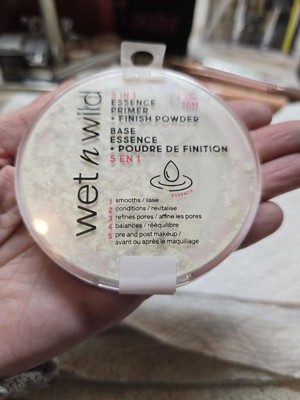 wet n wild
5 IN 1
ESSENCE
PRIMER
+ FINISH POWDER
BASE
ESSENCE
+ POUDRE DE FINITION
5 EN 1
ESSENCE
1 smooths / lisse
2 conditions / revitalise
3 refines pores / affine les pores
4 balances / rééquilibre
5 pre and post makeup /
avant ou après le maquillage